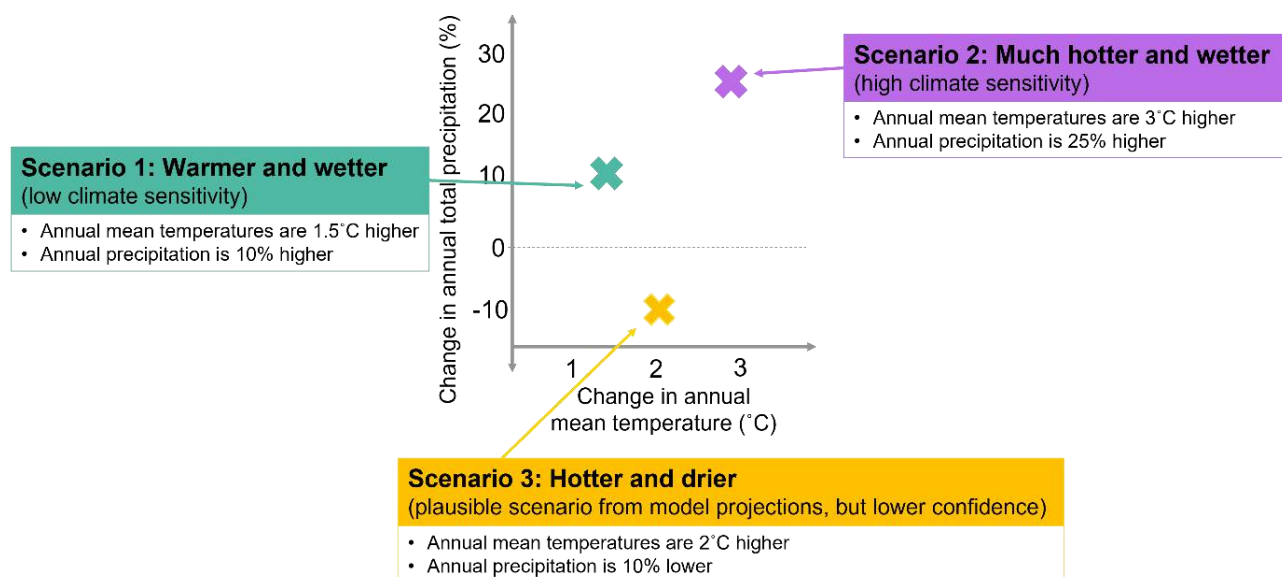 Change in annual total precipitation (%)
30
20
10
0
-10
1 2 3
Change in annual
mean temperature (˚C)
Scenario 1: Warmer and wetter
(low climate sensitivity)
• Annual mean temperatures are 1.5˚C higher
• Annual precipitation is 10% higher
Scenario 2: Much hotter and wetter
(high climate sensitivity)
• Annual mean temperatures are 3˚C higher
• Annual precipitation is 25% higher
Scenario 3: Hotter and drier
(plausible scenario from model projections, but lower confidence)
• Annual mean temperatures are 2˚C higher
• Annual precipitation is 10% lower